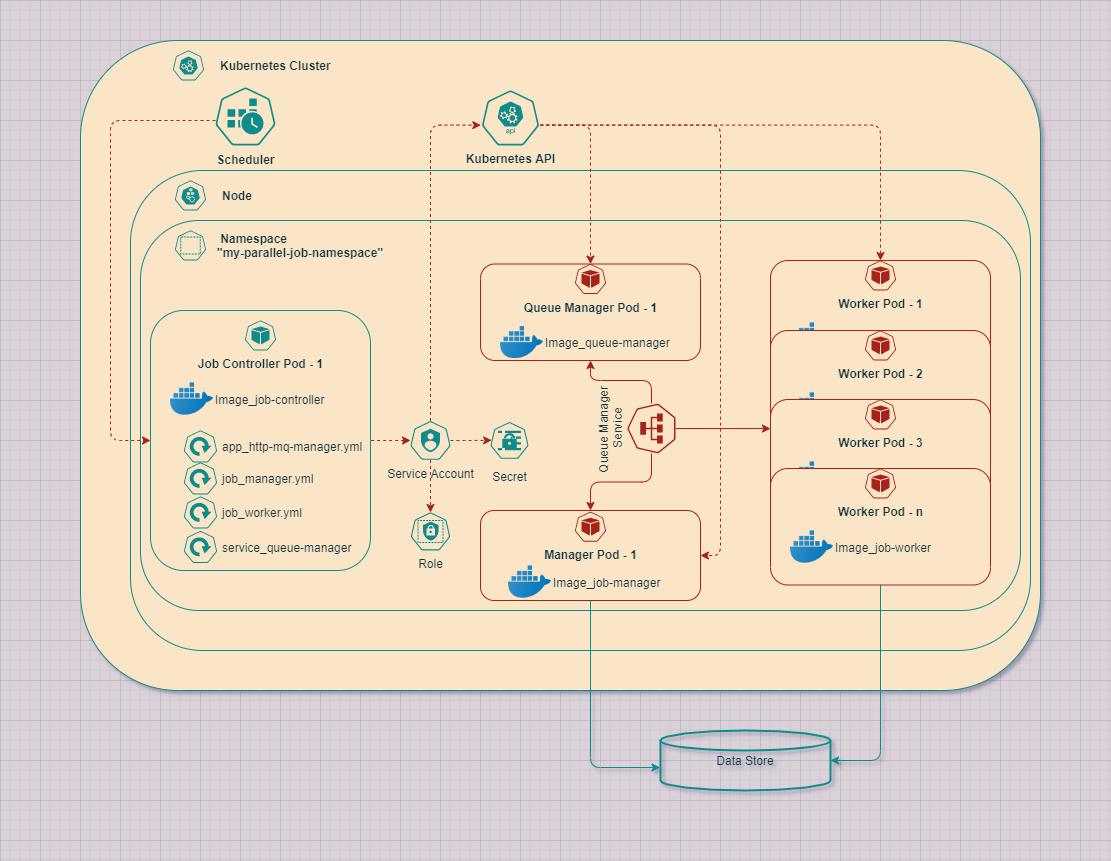 Kubernetes Cluster
Scheduler
api
Kubernetes API
Node
Namespace
"my-parallel-job-namespace"
Job Controller Pod - 1
Image_job-controller
app_http-mq-manager.yml
job_manager.yml
job_worker.yml
service_queue-manager
Service Account
Secret
Role
Queue Manager Pod - 1
Image_queue-manager
Queue Manager
Service
Manager Pod - 1
Image_job-manager
Worker Pod - 1
Worker Pod - 2
Worker Pod - 3
Worker Pod - n
Image_job-worker
Data Store